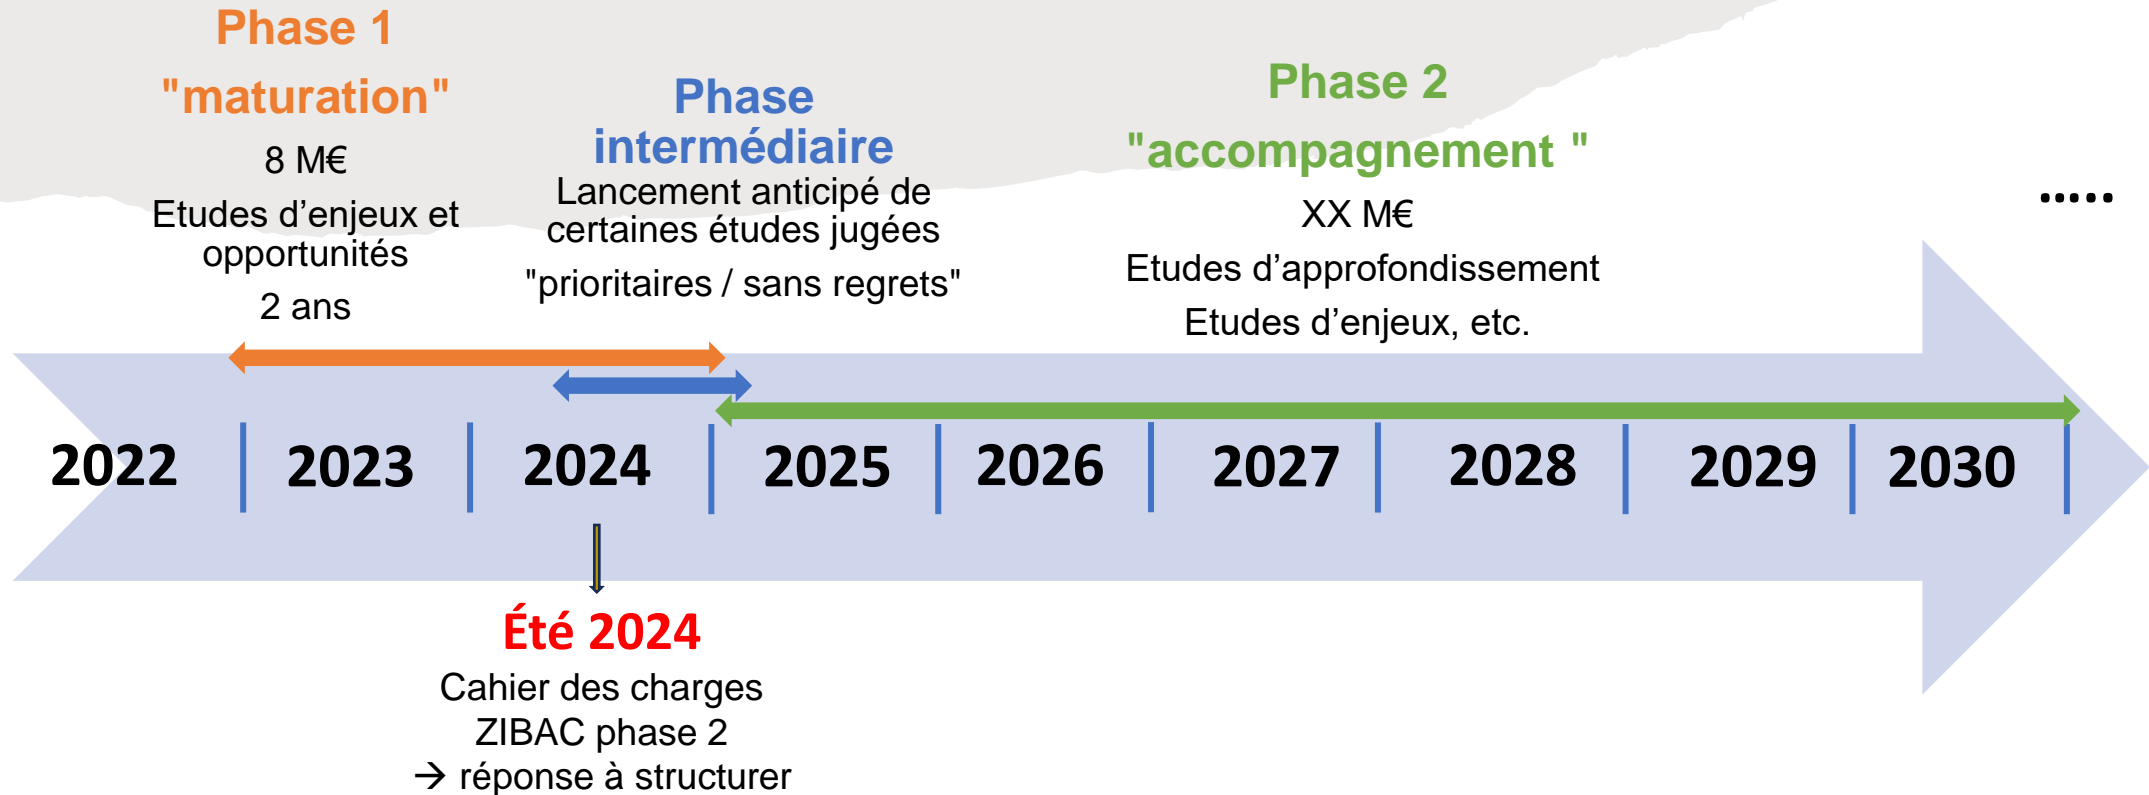 Phase 1
"maturation"
8 M€
Etudes d’enjeux et
opportunités
2 ans
Phase
intermédiaire
Lancement anticipé de
certaines études jugées
"prioritaires / sans regrets"
Phase 2
"accompagnement "
XX M€
Etudes d’approfondissement
Etudes d’enjeux, etc.
.....
2022
2023
2024
2025
2026
2027
2028
2029
2030
Été 2024
Cahier des charges
ZIBAC phase 2
→ réponse à structurer